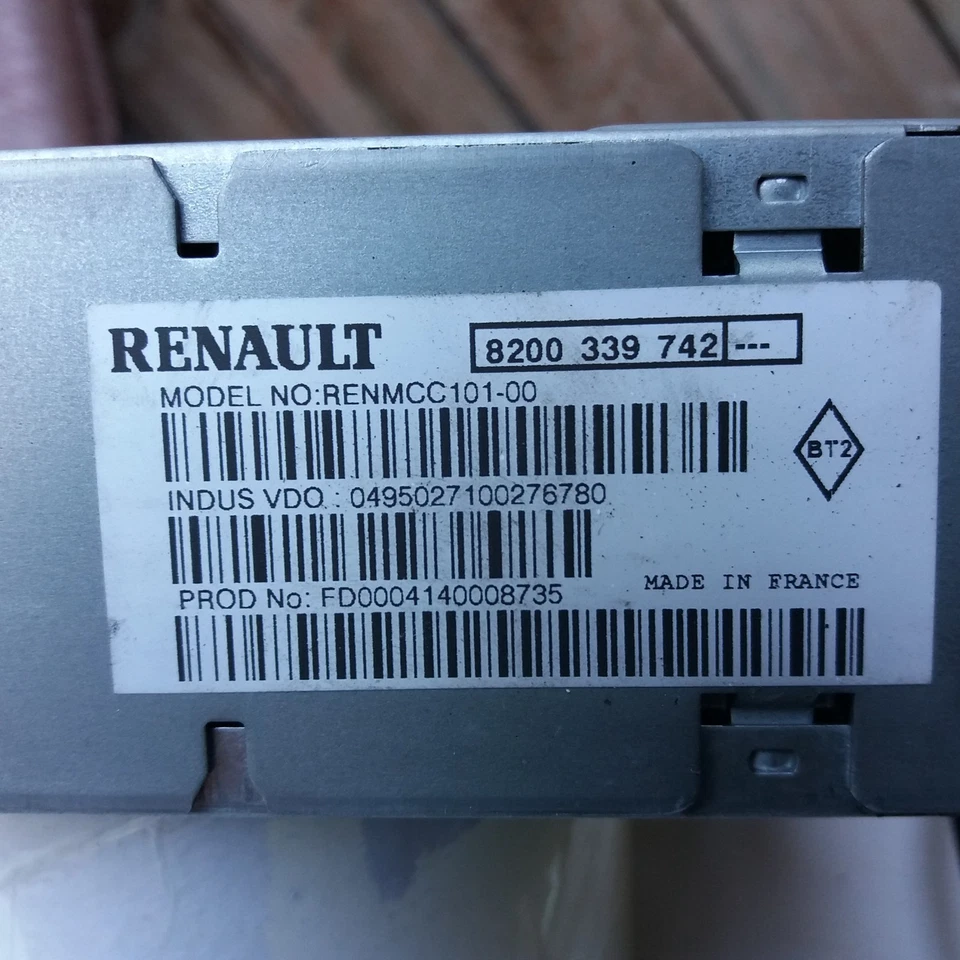 RENAULT
8200 339 742 ---
MODEL NO:RENMCC101-00
BT2
INDUS VDO : 0495027100276780
MADE IN FRANCE
PROD No: FD0004140008735